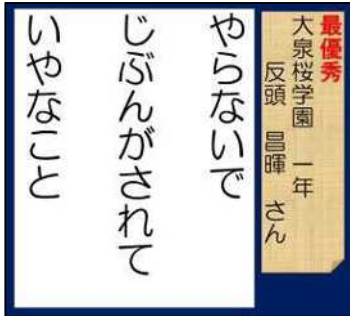 最優秀
大泉桜学園 一年
反頭 昌暉 さん
やらないで
じぶんがされて
いやなこと